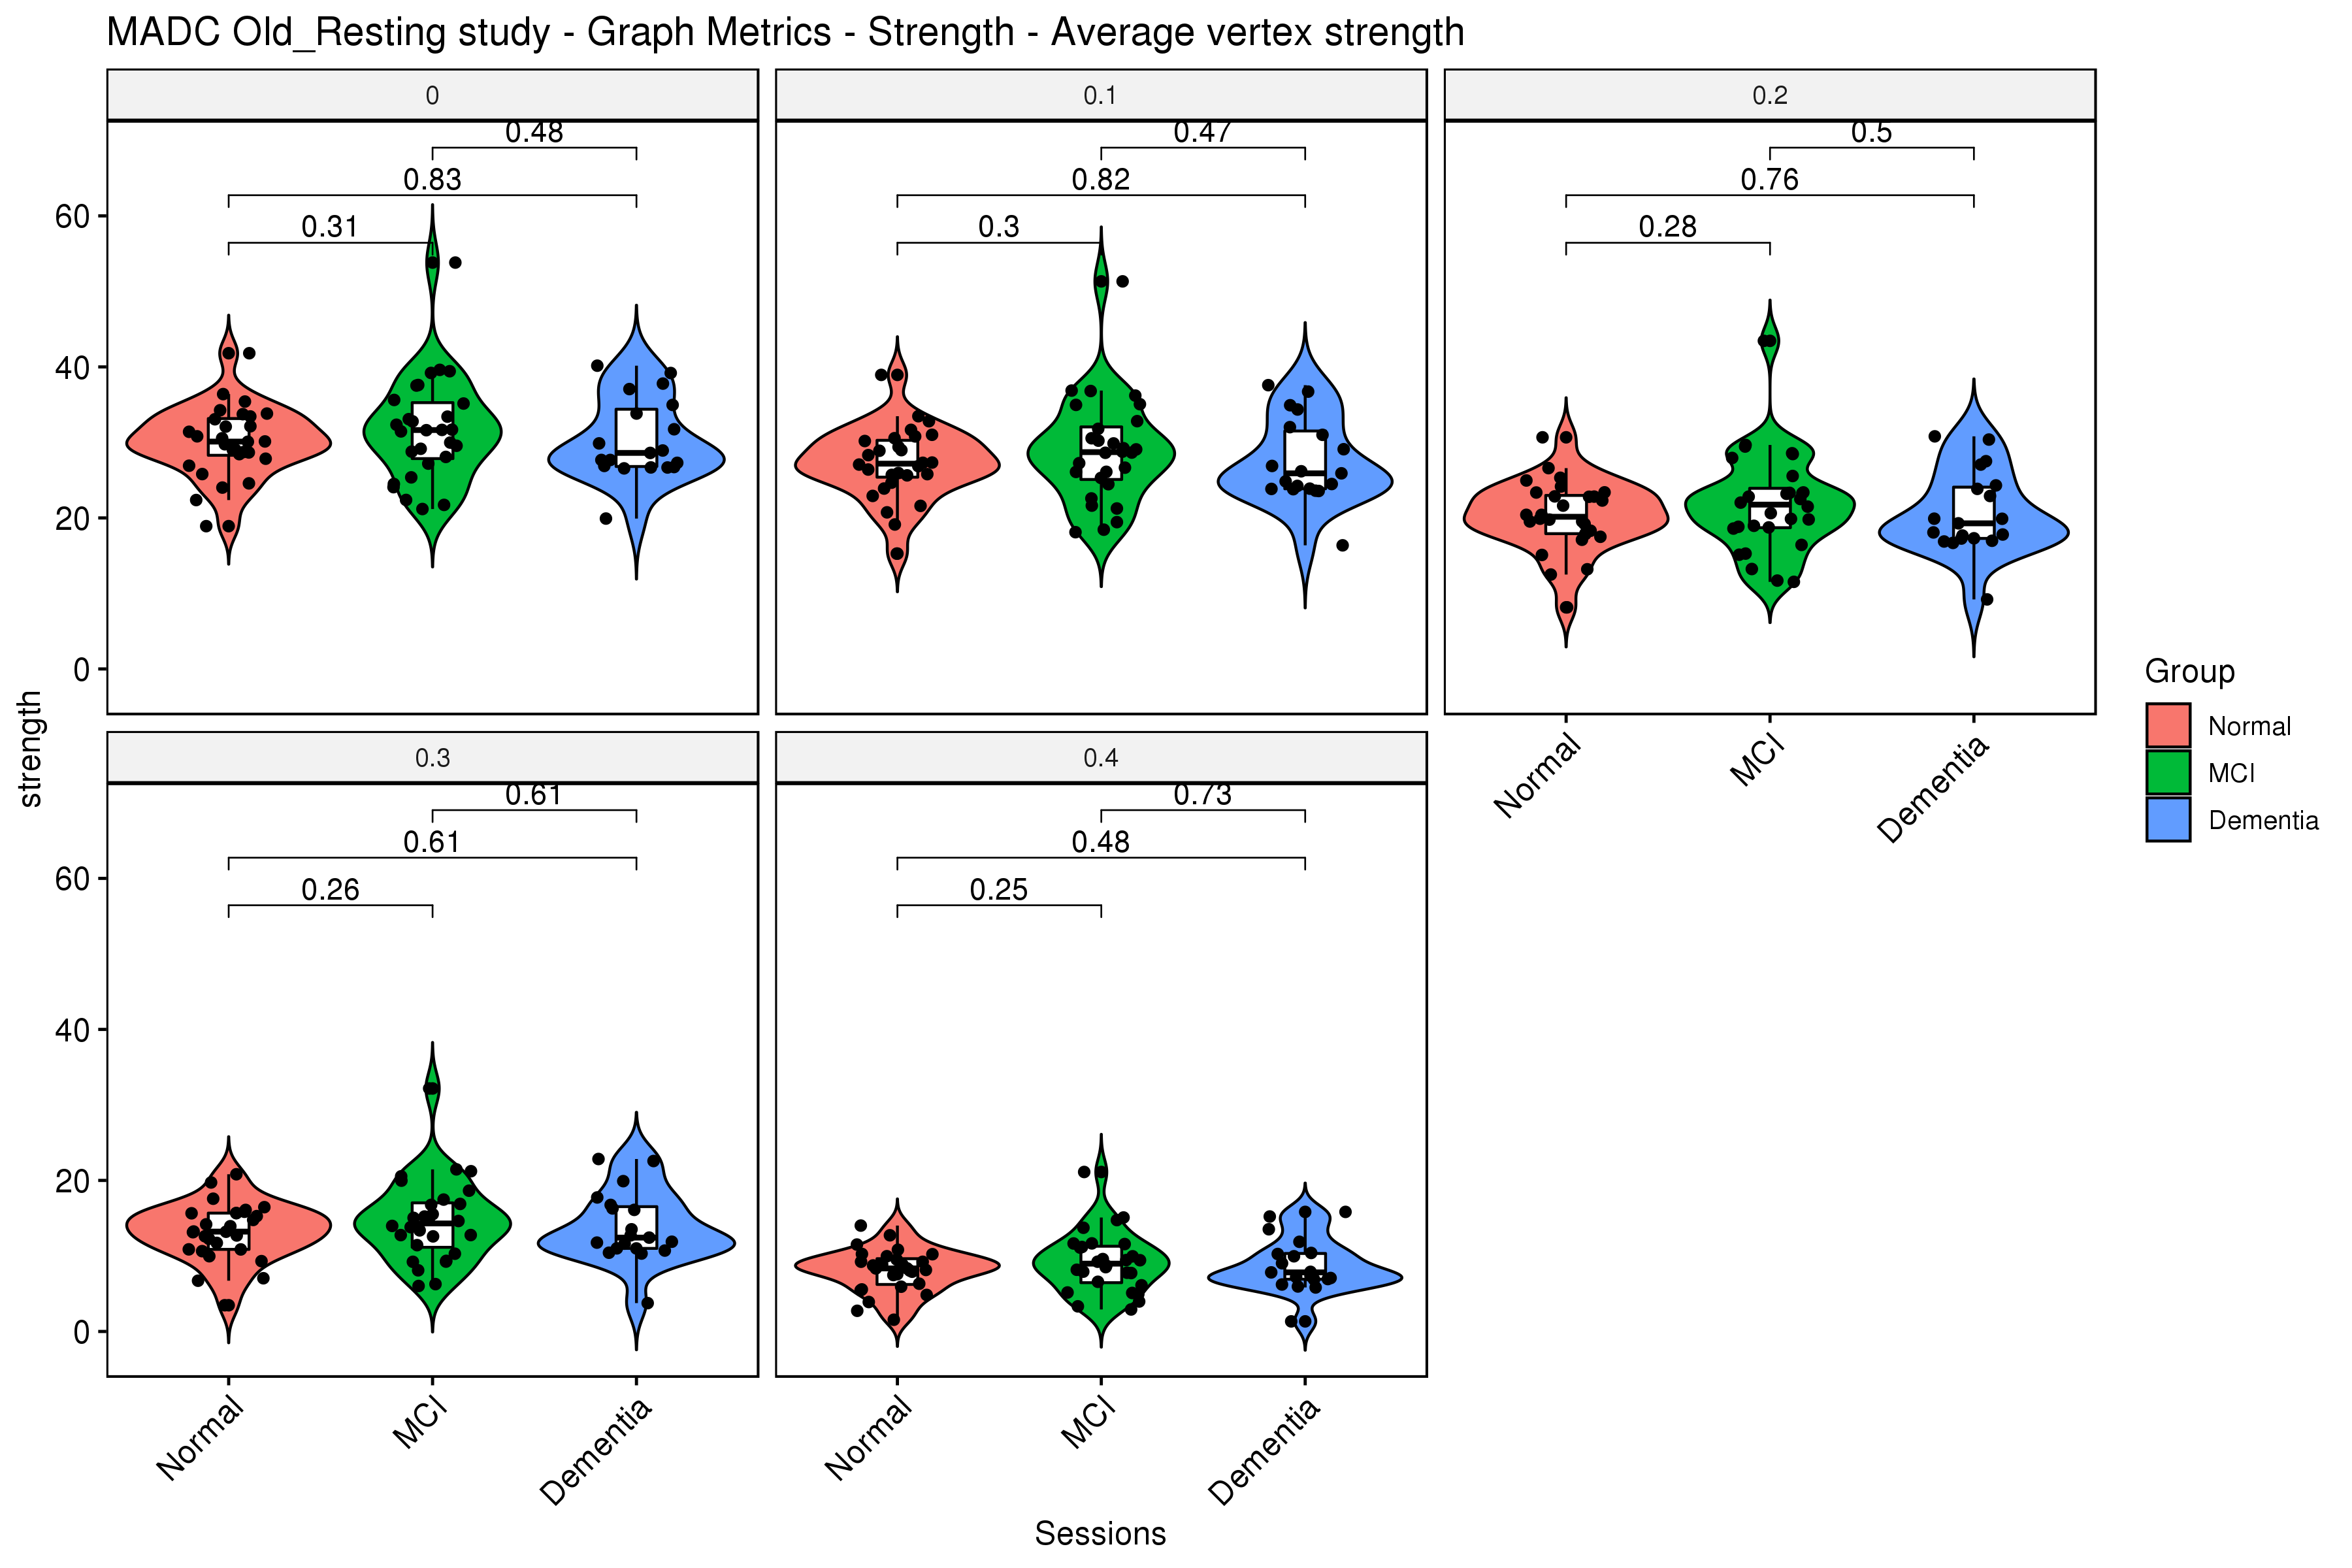 MADC Old_Resting study - Graph Metrics - Strength - Average vertex strength
0
0.1
0.2
0.48
0.83
0.31
0.47
0.82
0.3
0.5
0.76
0.28
60
40
20
0
Normal
MCI
Dementia
0.3
0.4
0.61
0.61
0.26
0.73
0.48
0.25
60
40
20
0
Normal
MCI
Dementia
Normal
MCI
Dementia
strength
Sessions
Group
Normal
MCI
Dementia